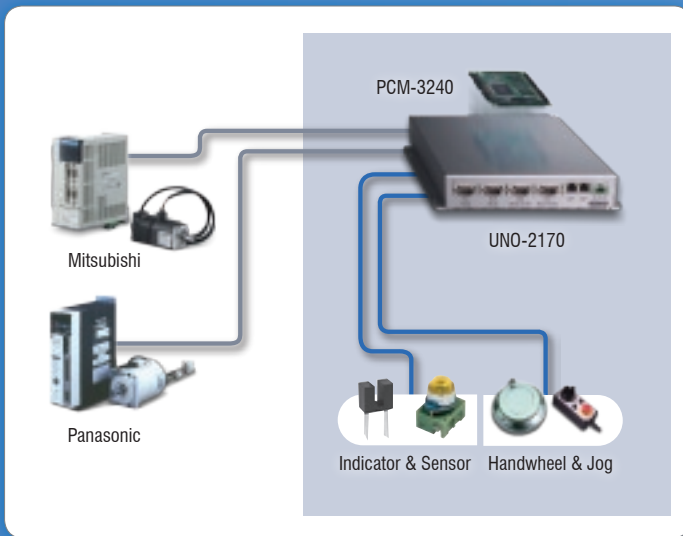 PCM-3240
UNO-2170
Mitsubishi
Panasonic
Indicator & Sensor
Handwheel & Jog